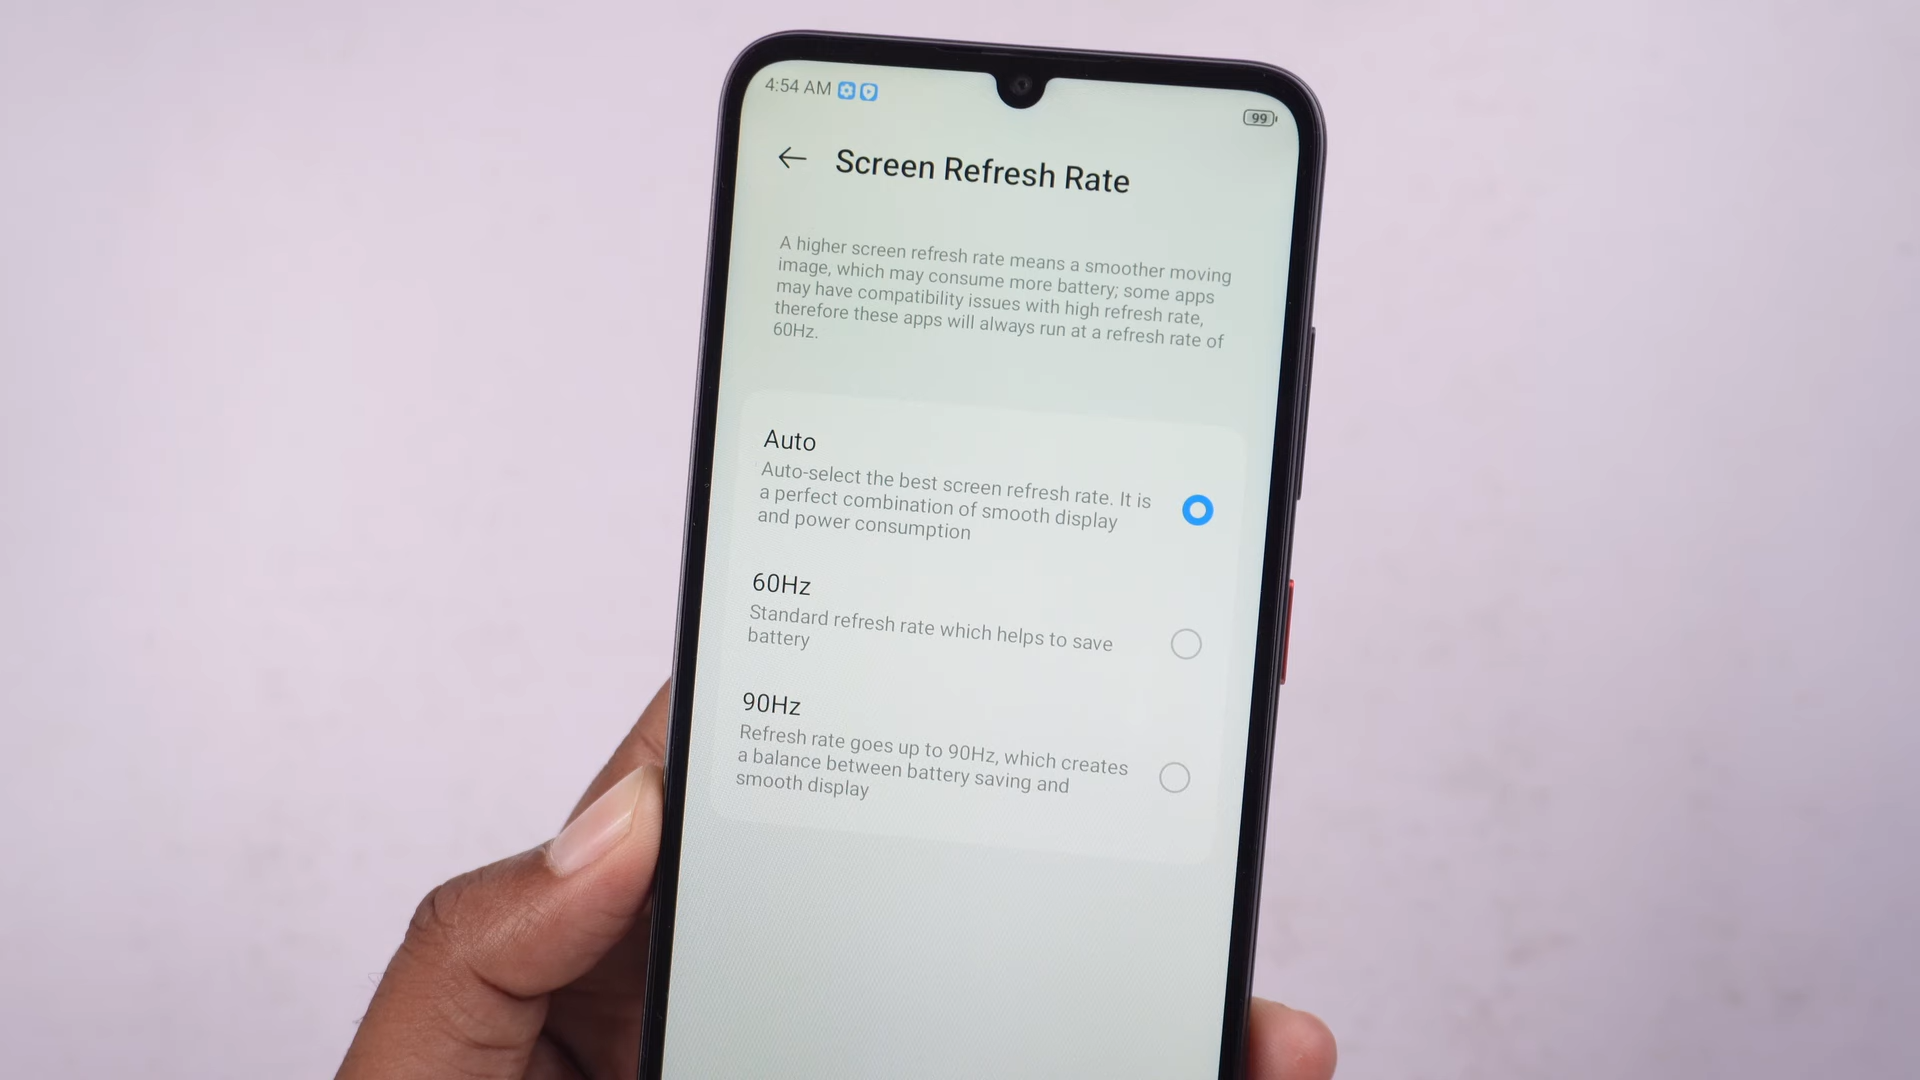 4:54 AM
99
Screen Refresh Rate
A higher screen refresh rate means a smoother moving
image, which may consume more battery; some apps
may have compatibility issues with high refresh rate,
therefore these apps will always run at a refresh rate of
60Hz.
Auto
Auto-select the best screen refresh rate. It is
a perfect combination of smooth display
and power consumption
60Hz
Standard refresh rate which helps to save
battery
90Hz
Refresh rate goes up to 90Hz, which creates
a balance between battery saving and
smooth display